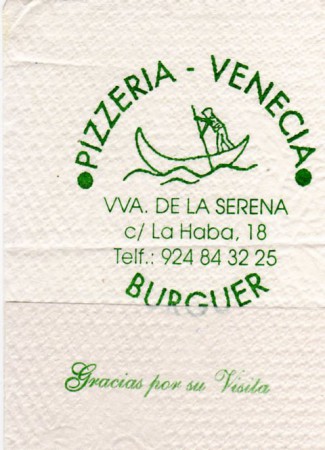 PIZZERIA - VENECIA
VVA. DE LA SERENA
c/ La Haba, 18
Telf.: 924 84 32 25
BURGUER
Gracias por su Visita